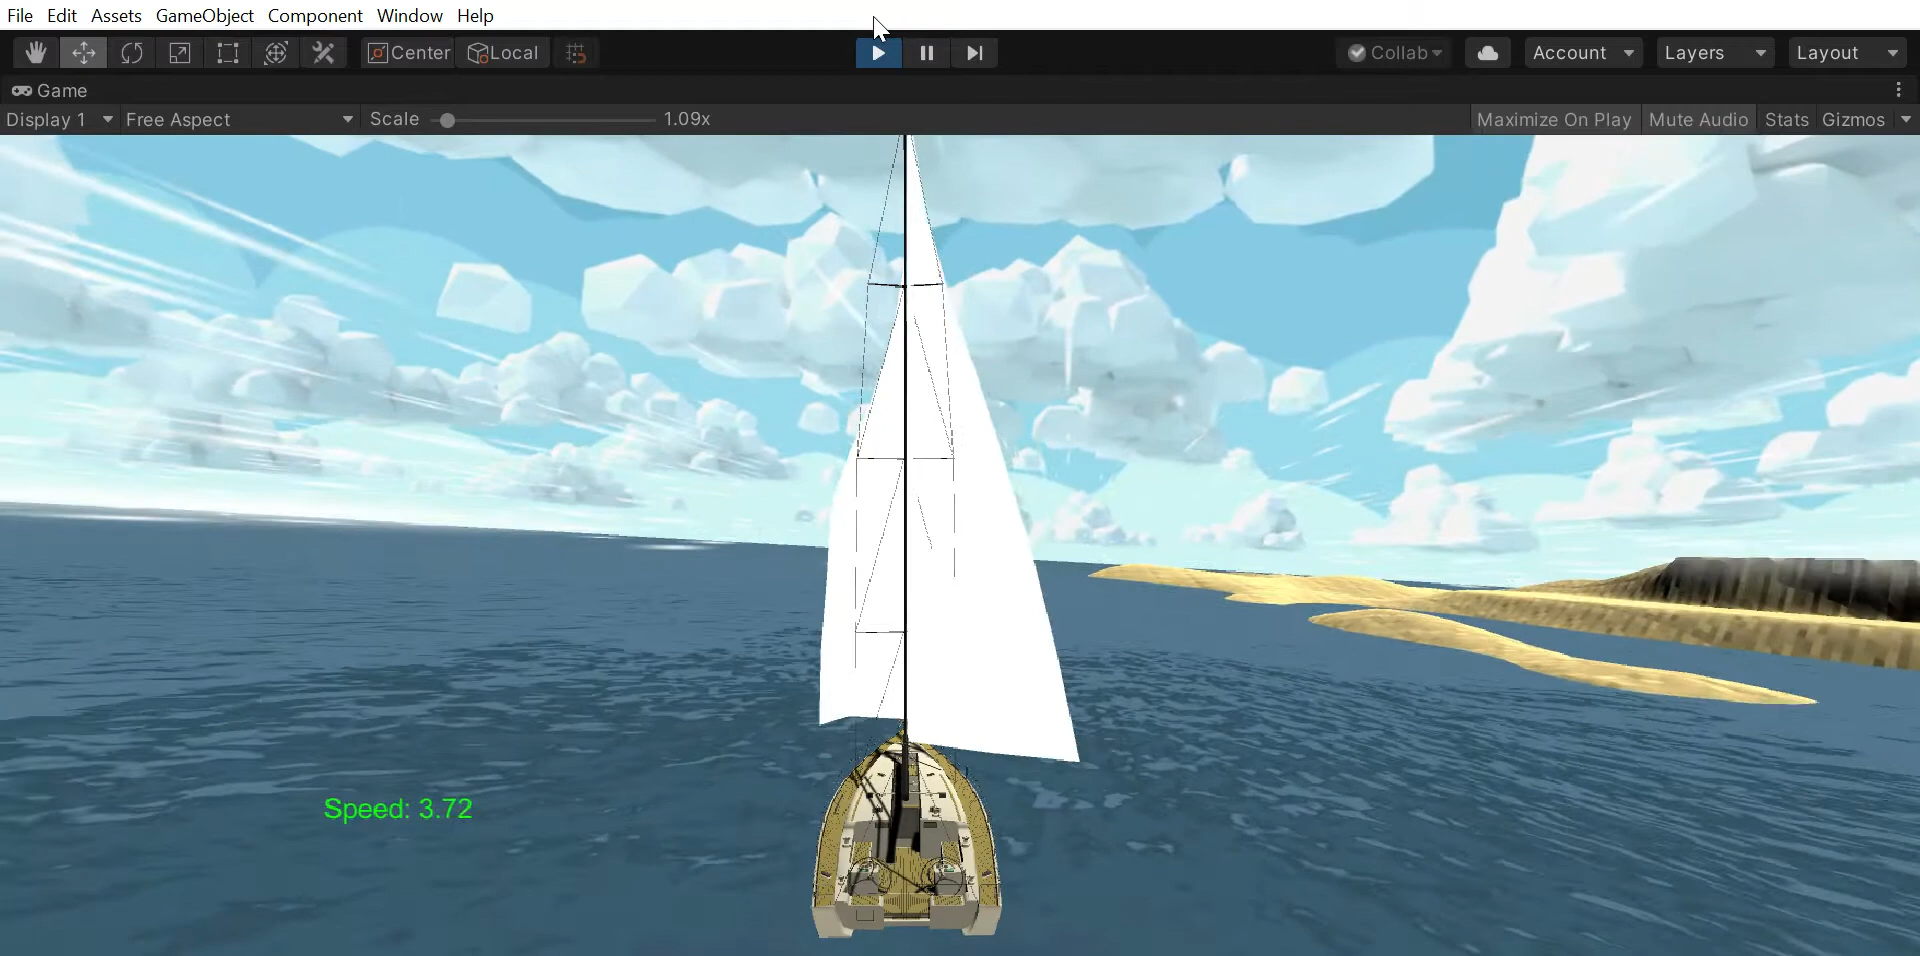 File Edit Assets GameObject Component Window Help
Center Local Collab Account Layers Layout
Game
Display 1 Free Aspect Scale 1.09x Maximize On Play Mute Audio Stats Gizmos
Speed: 3.72